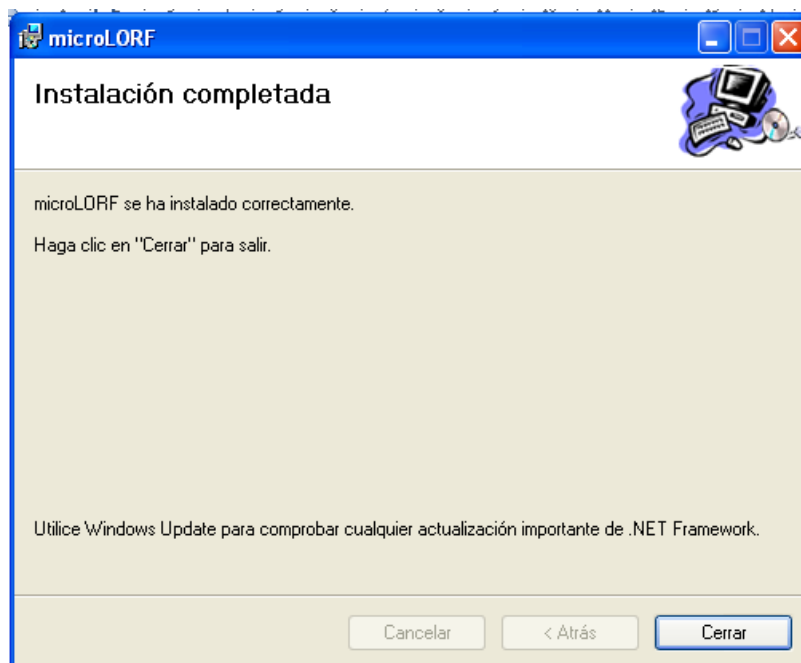 microLORF
Instalación completada
microLORF se ha instalado correctamente.
Haga clic en "Cerrar" para salir.
Utilice Windows Update para comprobar cualquier actualización importante de .NET Framework.
Cancelar
< Atrás
Cerrar